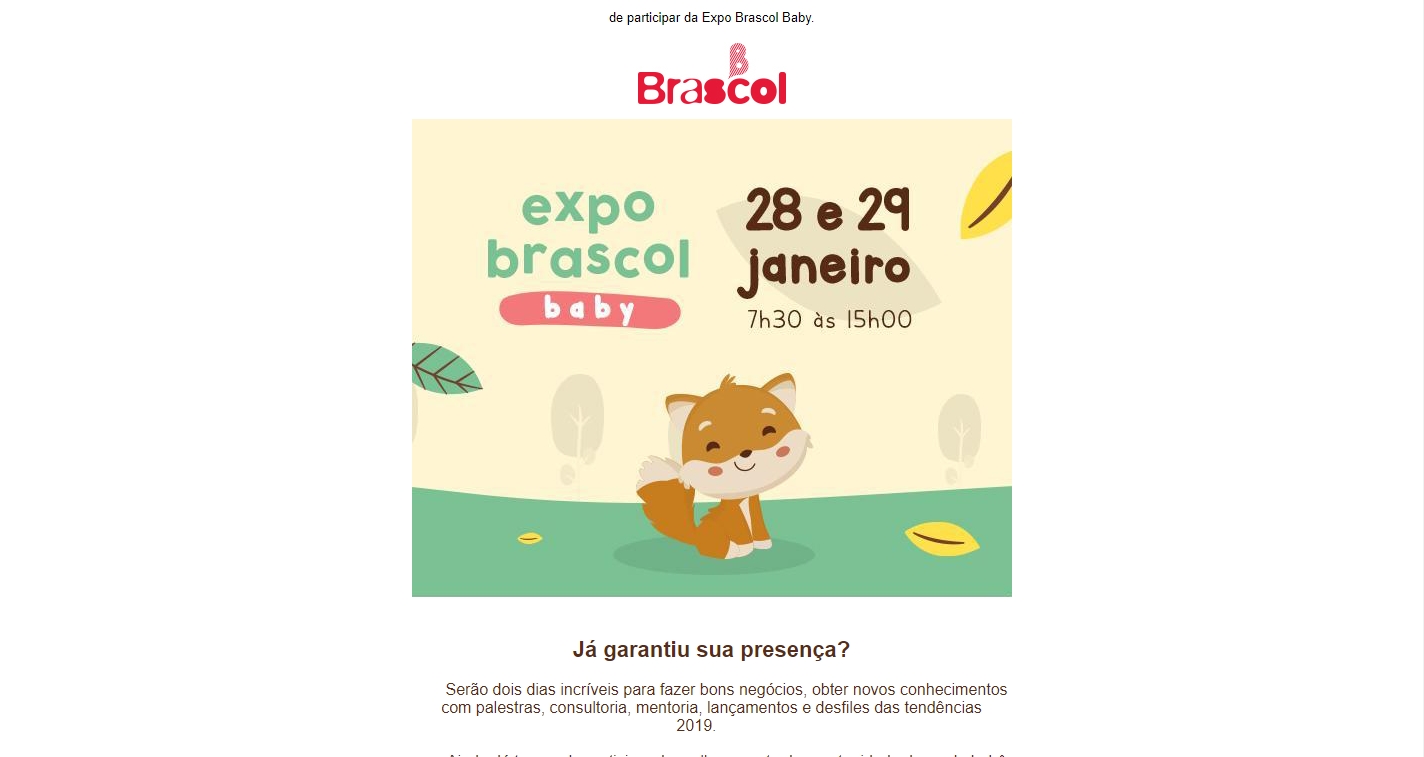 de participar da Expo Brascol Baby.
B
Brascol
expo
brascol
baby
28 e 29
janeiro
7h30 às 15h00
Já garantiu sua presença?
Serão dois dias incríveis para fazer bons negócios, obter novos conhecimentos
com palestras, consultoria, mentoria, lançamentos e desfiles das tendências
2019.